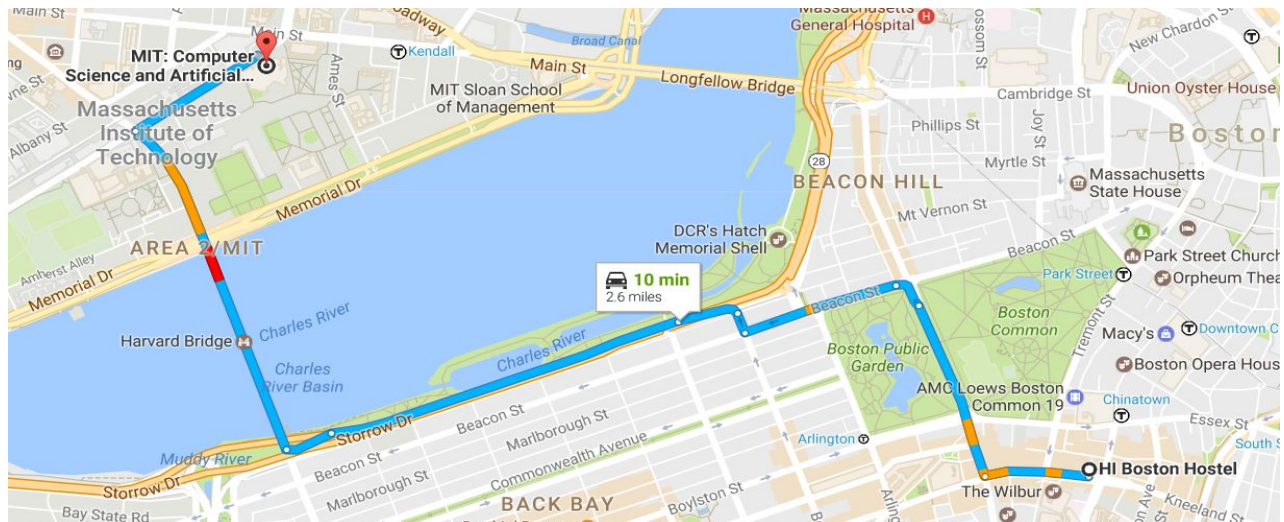 Main St
Main St
Broadway
Massachusetts
General Hospital
H
Blossom St
New Chardon St
MIT: Computer
Science and Artificial...
T
Kendall
Broad Canal
Main St
Longfellow Bridge
MIT Sloan School
of Management
Ames St
Cambridge St
Union Oyster House
Massachusetts
Institute of
Technology
Albany St
Phillips St
Joy St
Boston
Myrtle St
28
BEACON HILL
Massachusetts
State House
Memorial Dr
Mt Vernon St
DCR's Hatch
Memorial Shell
Beacon St
AREA 2/MIT
Park Street Church
Park Street
T
Orpheum Thea
Amherst Alley
Memorial Dr
10 min
2.6 miles
Beacon St
Boston
Common
Tremont St
Macy's
T
Downtown C
Harvard Bridge
Charles River
Charles River
Boston Public
Garden
Boston Opera Hous
Charles
River Basin
AMC Loews Boston
Common 19
Chinatown
T
Beacon St
Marlborough St
Commonwealth Avenue
Storrow Dr
Arlington
T
Essex St
South S
Muddy River
Beacon St
Marlborough St
Storrow Dr
HI Boston Hostel
The Wilbur
Kneeland
Bay State Rd
BACK BAY
Boylston St
Arlin